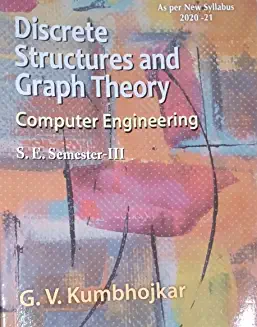 As per New Syllabus
2020 -21
Discrete
Structures and
Graph Theory
Computer Engineering
S. E. Semester-III
G. V. Kumbhojkar